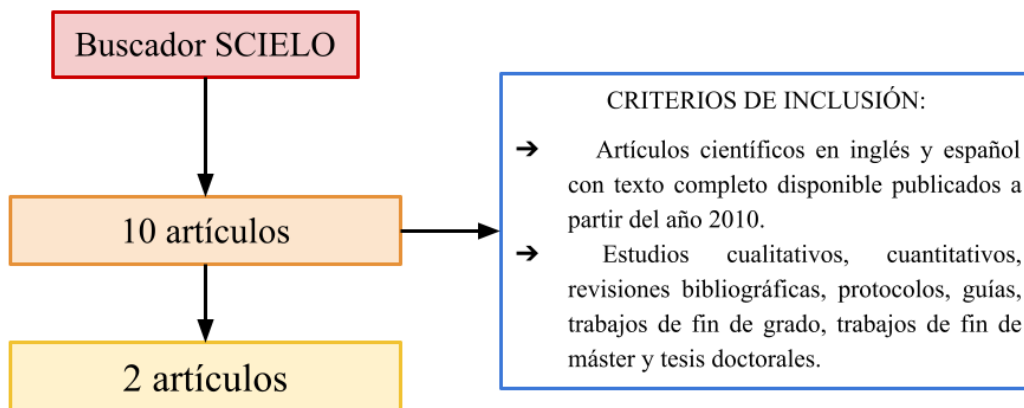 Buscador SCIELO
10 artículos
2 artículos
CRITERIOS DE INCLUSIÓN:
➔ Artículos científicos en inglés y español
con texto completo disponible publicados a
partir del año 2010.
➔ Estudios cualitativos, cuantitativos,
revisiones bibliográficas, protocolos, guías,
trabajos de fin de grado, trabajos de fin de
máster y tesis doctorales.